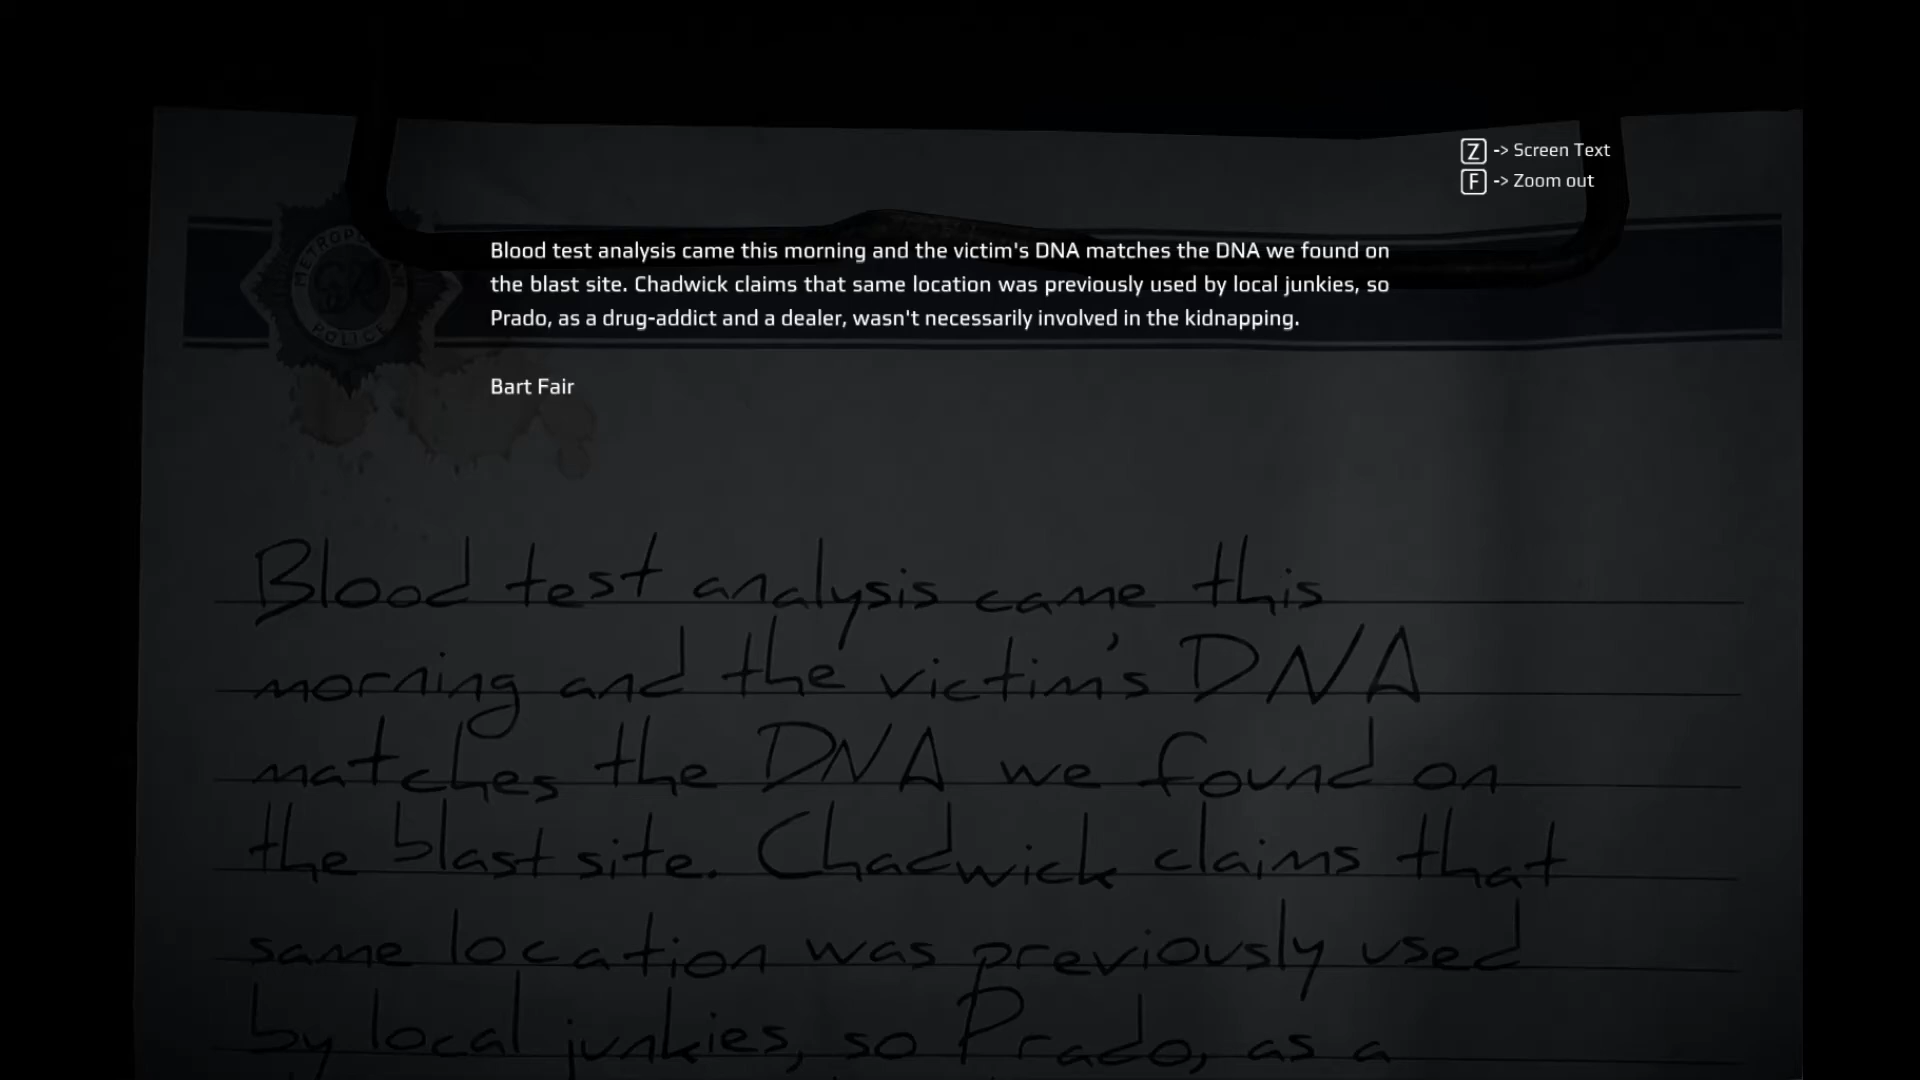 Z -> Screen Text
F -> Zoom out
Blood test analysis came this morning and the victim's DNA matches the DNA we found on
the blast site. Chadwick claims that same location was previously used by local junkies, so
Prado, as a drug-addict and a dealer, wasn't necessarily involved in the kidnapping.
Bart Fair
POLICE
Blood test analysis came this
morning and the victim's DNA
matches the DNA we found on
the blast site. Chadwick claims that
same location was previously used
by local junkies, so Prado, as a